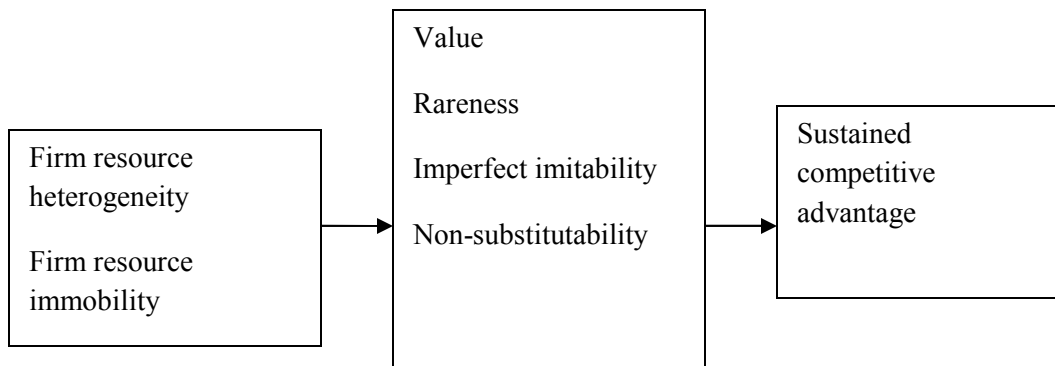 Firm resource
heterogeneity
Firm resource
immobility
Value
Rareness
Imperfect imitability
Non-substitutability
Sustained
competitive
advantage